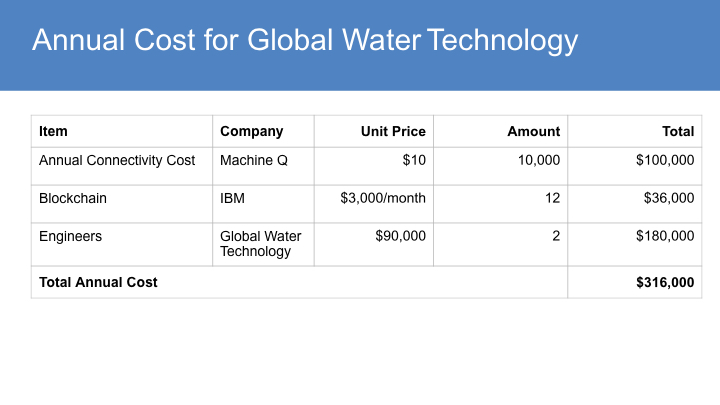 Annual Cost for Global Water Technology
Item Company Unit Price Amount Total
Annual Connectivity Cost Machine Q $10 10,000 $100,000
Blockchain IBM $3,000/month 12 $36,000
Engineers Global Water $90,000 2 $180,000
Technology
Total Annual Cost $316,000